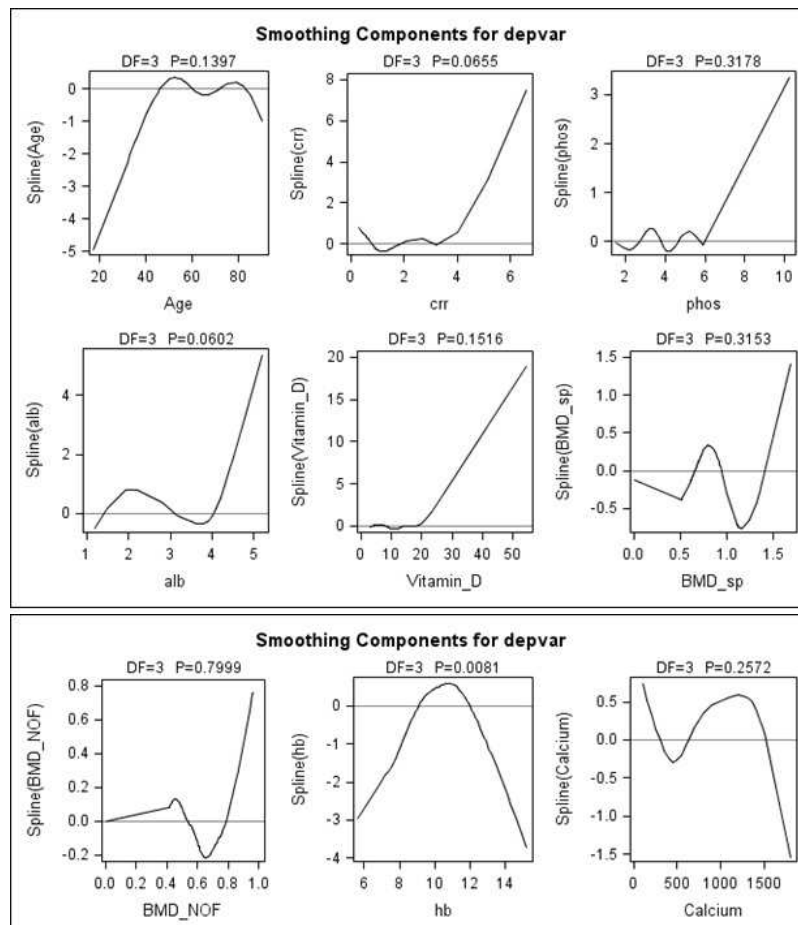 Smoothing Components for depvar
DF=3 P=0.1397
0
-1
-2
-3
-4
-5
Spline(Age)
20 40 60 80
Age
DF=3 P=0.0655
8
6
4
2
0
Spline(crr)
0 2 4 6
crr
DF=3 P=0.3178
3
2
1
0
Spline(phos)
2 4 6 8 10
phos
DF=3 P=0.0602
4
2
0
Spline(alb)
1 2 3 4 5
alb
DF=3 P=0.1516
20
15
10
5
0
Spline(Vitamin_D)
0 10 20 30 40 50
Vitamin_D
DF=3 P=0.3153
1.5
1.0
0.5
0.0
-0.5
Spline(BMD_sp)
0.0 0.5 1.0 1.5
BMD_sp
Smoothing Components for depvar
DF=3 P=0.7999
0.8
0.6
0.4
0.2
0.0
-0.2
Spline(BMD_NOF)
0.0 0.2 0.4 0.6 0.8 1.0
BMD_NOF
DF=3 P=0.0081
0
-1
-2
-3
-4
Spline(hb)
6 8 10 12 14
hb
DF=3 P=0.2572
0.5
0.0
-0.5
-1.0
-1.5
Spline(Calcium)
0 500 1000 1500
Calcium